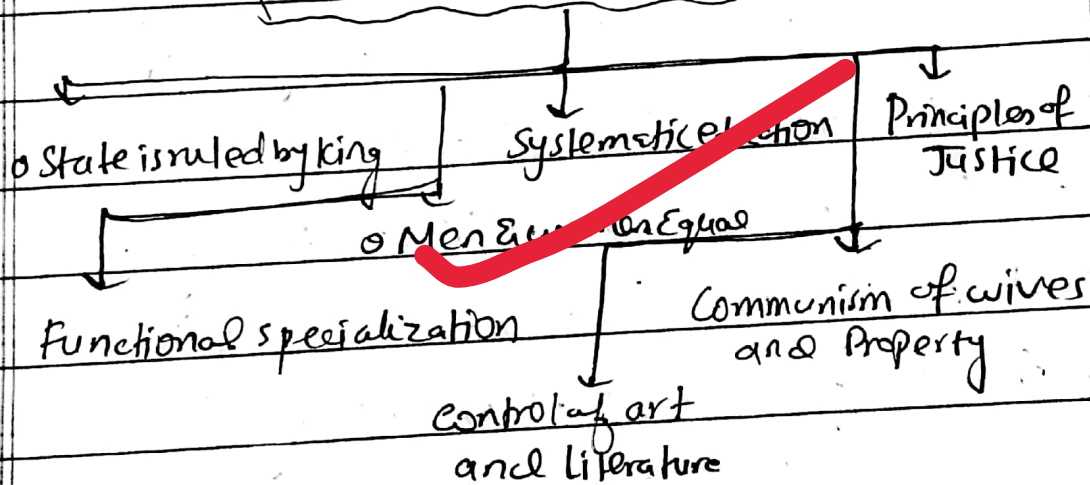 Principles of
Justice
Systematic
o State is ruled by king
o Men & Equal
Functional specialization
Communism of wives
and Property
Control of art
and literature